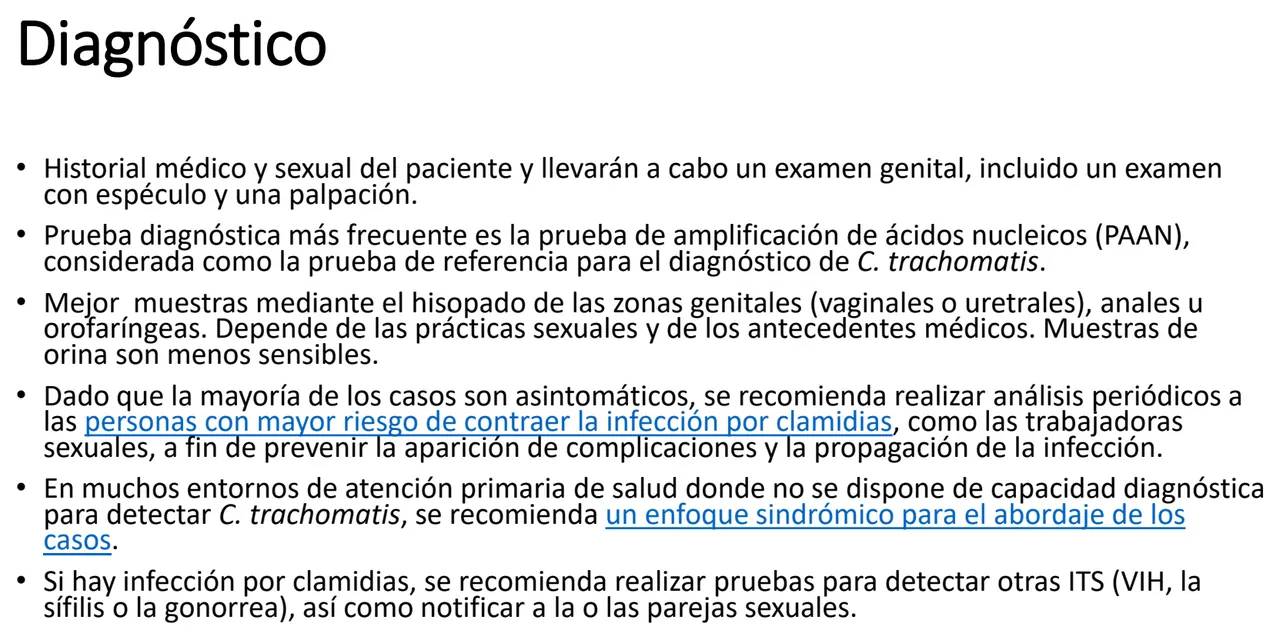 Diagnóstico
• Historial médico y sexual del paciente y llevarán a cabo un examen genital, incluido un examen
con espéculo y una palpación.
• Prueba diagnóstica más frecuente es la prueba de amplificación de ácidos nucleicos (PAAN),
considerada como la prueba de referencia para el diagnóstico de C. trachomatis.
• Mejor  muestras mediante el hisopado de las zonas genitales (vaginales o uretrales), anales u
orofaríngeas. Depende de las prácticas sexuales y de los antecedentes médicos. Muestras de
orina son menos sensibles.
• Dado que la mayoría de los casos son asintomáticos, se recomienda realizar análisis periódicos a
las personas con mayor riesgo de contraer la infección por clamidias, como las trabajadoras
sexuales, a fin de prevenir la aparición de complicaciones y la propagación de la infección.
• En muchos entornos de atención primaria de salud donde no se dispone de capacidad diagnóstica
para detectar C. trachomatis, se recomienda un enfoque sindrómico para el abordaje de los
casos.
• Si hay infección por clamidias, se recomienda realizar pruebas para detectar otras ITS (VIH, la
sífilis o la gonorrea), así como notificar a la o las parejas sexuales.